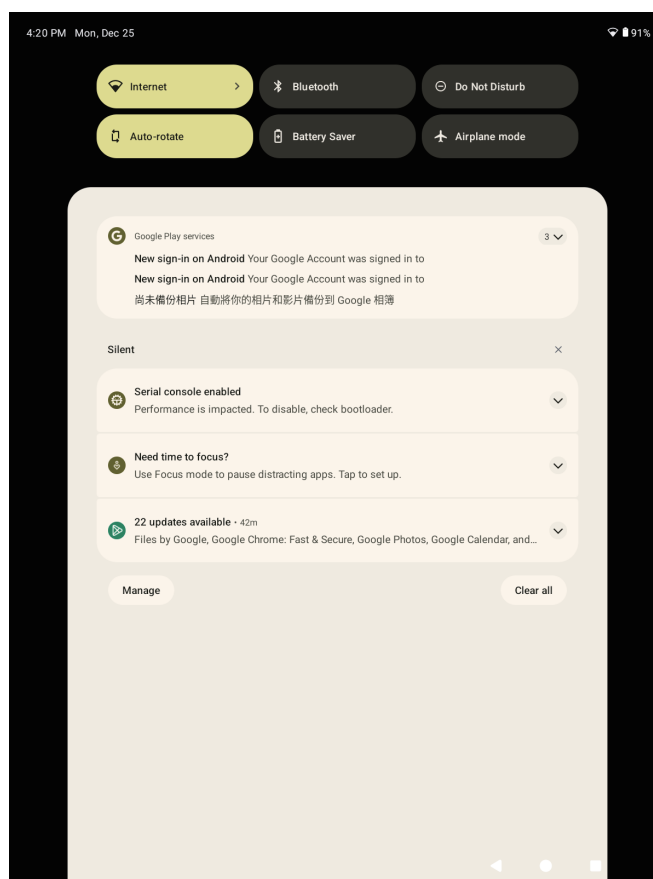 4:20 PM Mon, Dec 25
91%
Internet
Bluetooth
Do Not Disturb
Auto-rotate
Battery Saver
Airplane mode
Google Play services
3
New sign-in on Android Your Google Account was signed in to
New sign-in on Android Your Google Account was signed in to
尚未備份相片 自動將你的相片和影片備份到 Google 相簿
Silent
Serial console enabled
Performance is impacted. To disable, check bootloader.
Need time to focus?
Use Focus mode to pause distracting apps. Tap to set up.
22 updates available · 42m
Files by Google, Google Chrome: Fast & Secure, Google Photos, Google Calendar, and…
Manage
Clear all